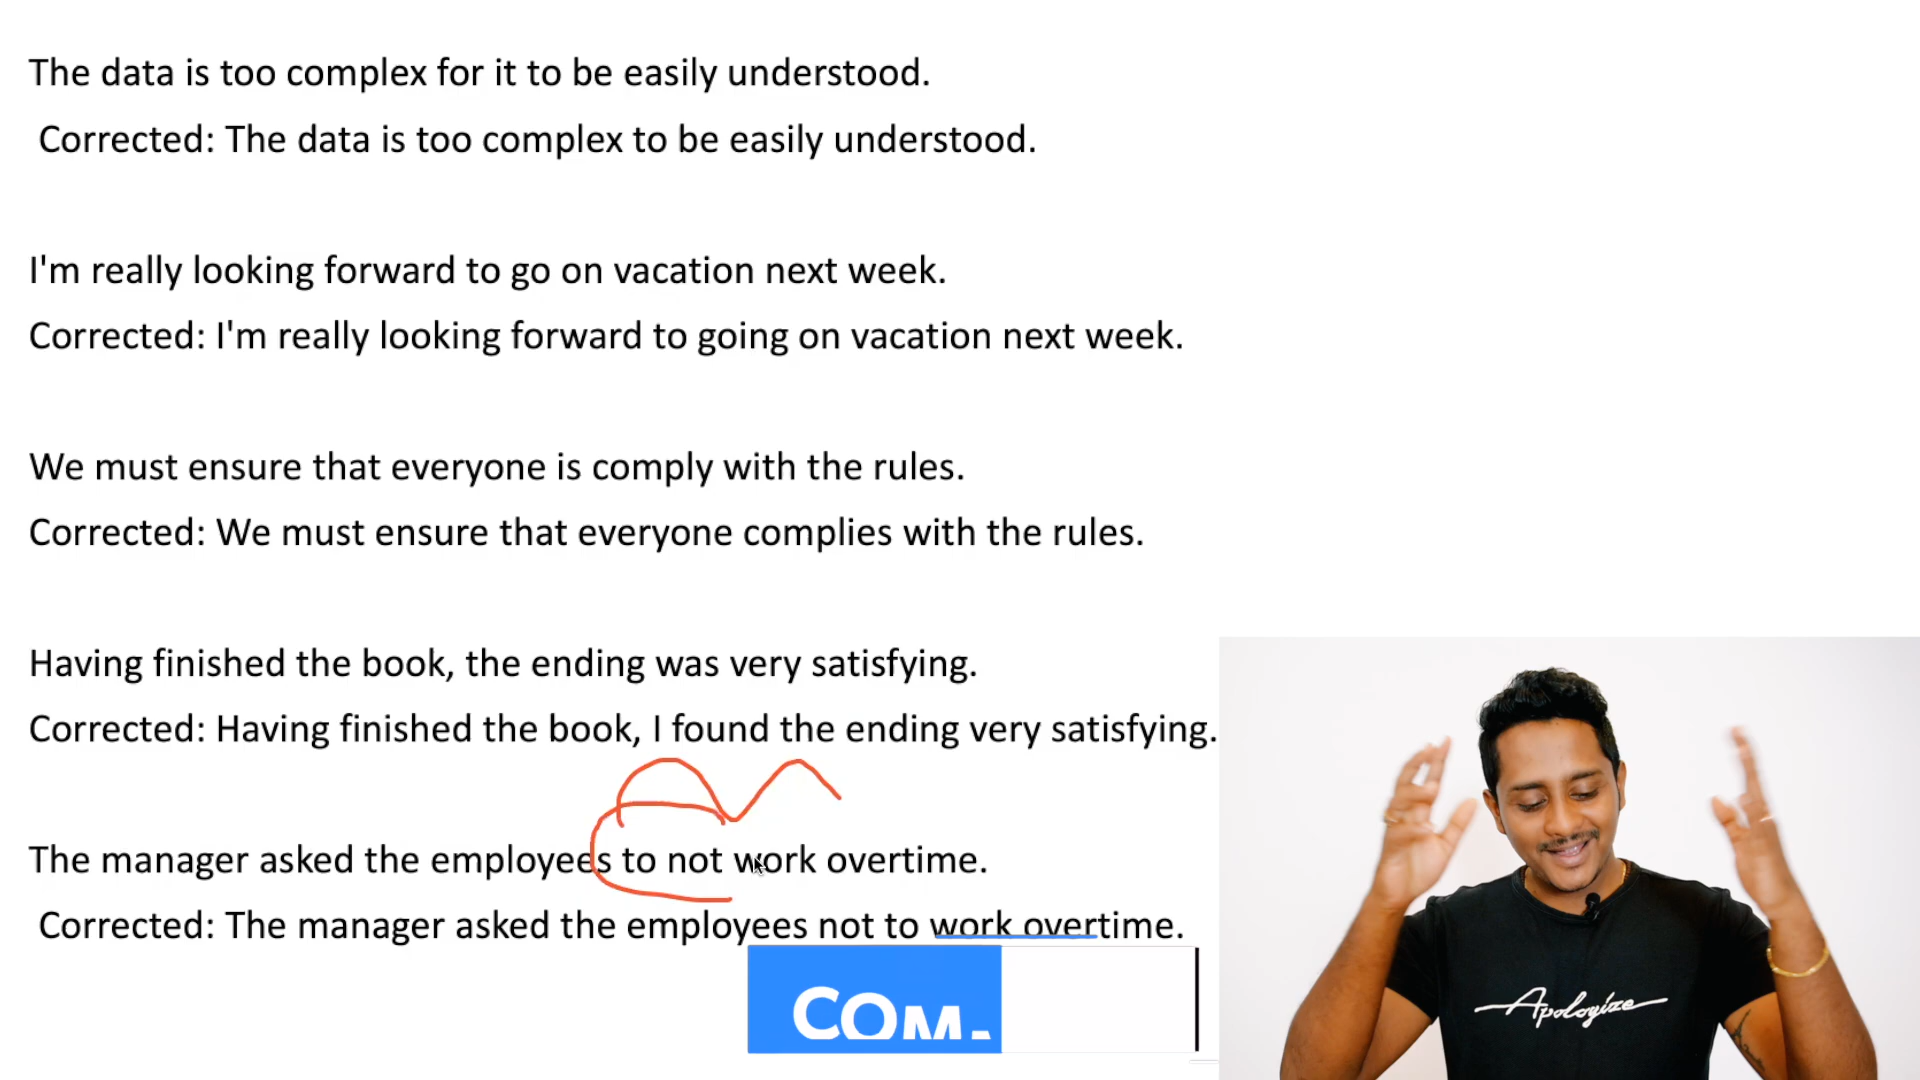 The data is too complex for it to be easily understood.
Corrected: The data is too complex to be easily understood.
I'm really looking forward to go on vacation next week.
Corrected: I'm really looking forward to going on vacation next week.
We must ensure that everyone is comply with the rules.
Corrected: We must ensure that everyone complies with the rules.
Having finished the book, the ending was very satisfying.
Corrected: Having finished the book, I found the ending very satisfying.
The manager asked the employees to not work overtime.
Corrected: The manager asked the employees not to work overtime.
COM
Apologize